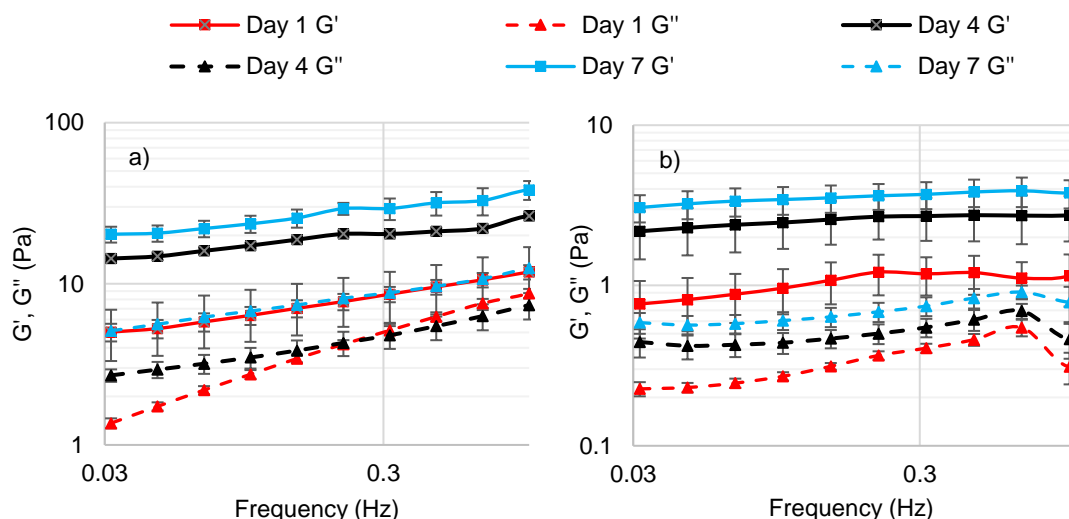 Day 1 G' Day 1 G" Day 4 G'
Day 4 G" Day 7 G' Day 7 G"
100 10
a) b)
G', G" (Pa) G', G" (Pa)
10 1
1 0.1
0.03 0.3 0.03 0.3
Frequency (Hz) Frequency (Hz)